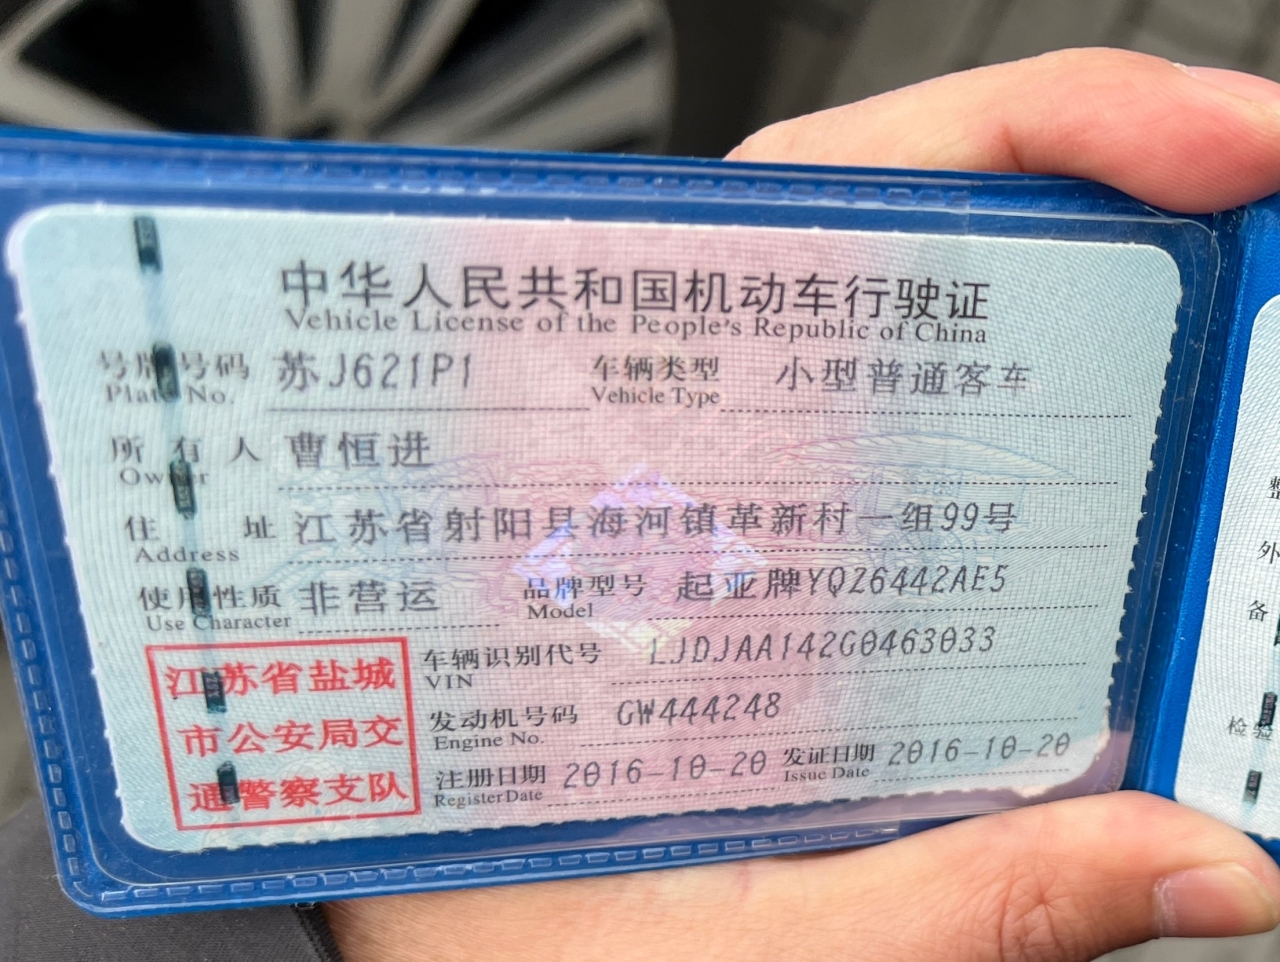 中华人民共和国机动车行驶证
Vehicle License of the People's Republic of China
号牌号码 苏J621P1 车辆类型 小型普通客车
Plate No. Vehicle Type
所有人 曹恒进
Owner
住址 江苏省射阳县海河镇革新村一组99号
Address
使用性质 非营运 品牌型号 起亚牌YQZ6442AE5
Use Character Model
车辆识别代号 LJDJAA142G0463033
VIN
发动机号码 GW444248
Engine No.
注册日期 2016-10-20 发证日期 2016-10-20
Register Date Issue Date
江苏省盐城
市公安局交
通警察支队
整
外
备
检验